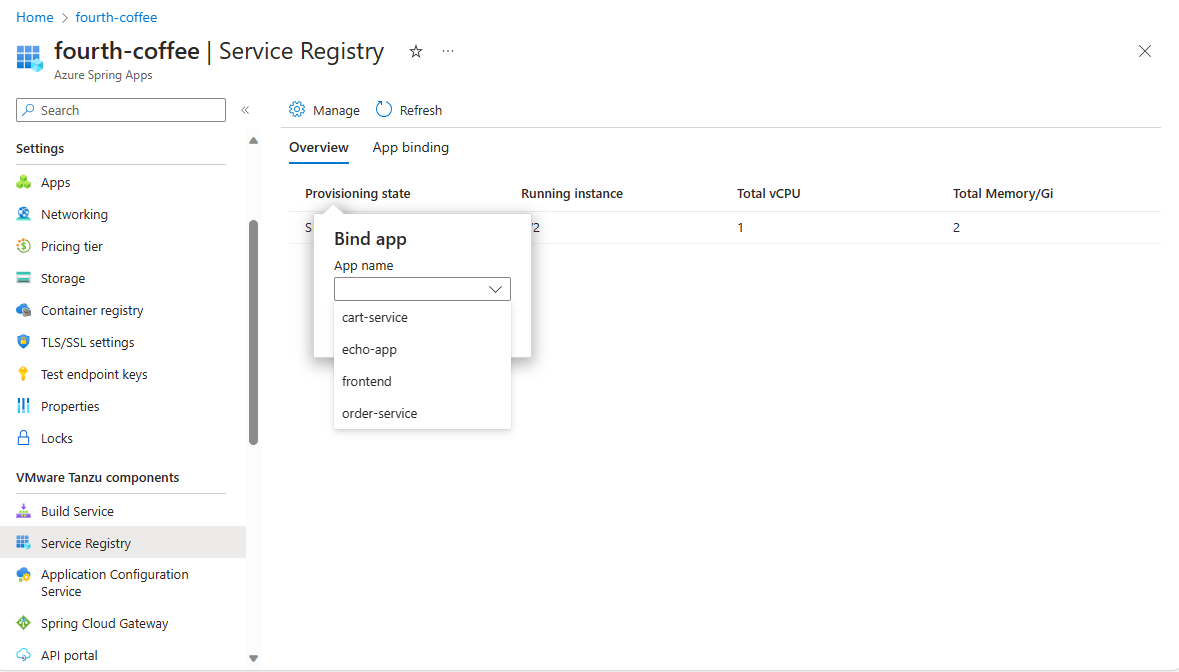 Home > fourth-coffee
fourth-coffee | Service Registry
Azure Spring Apps
Search
Manage
Refresh
Settings
Apps
Networking
Pricing tier
Storage
Container registry
TLS/SSL settings
Test endpoint keys
Properties
Locks
VMware Tanzu components
Build Service
Service Registry
Application Configuration
Service
Spring Cloud Gateway
API portal
Overview
App binding
Provisioning state
Running instance
Total vCPU
Total Memory/Gi
1
2
Bind app
App name
cart-service
echo-app
frontend
order-service